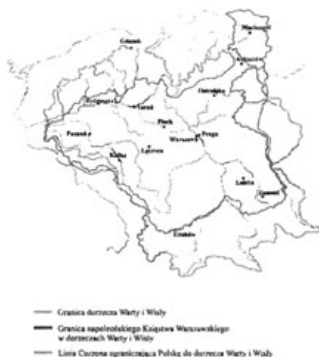 Gdańsk
Ostrołęka
Bydgoszcz
Toruń
Płock
Poznań
Warszawa
Praga
Łęczyca
Kalisz
Lublin
Zamość
Kraków
Granica dorzecza Warty i Wisły
Granica napoleońskiego Księstwa Warszawskiego
w dorzeczach Warty i Wisły
Linia Curzona ograniczająca Polskę do dorzecza Warty i Wisły